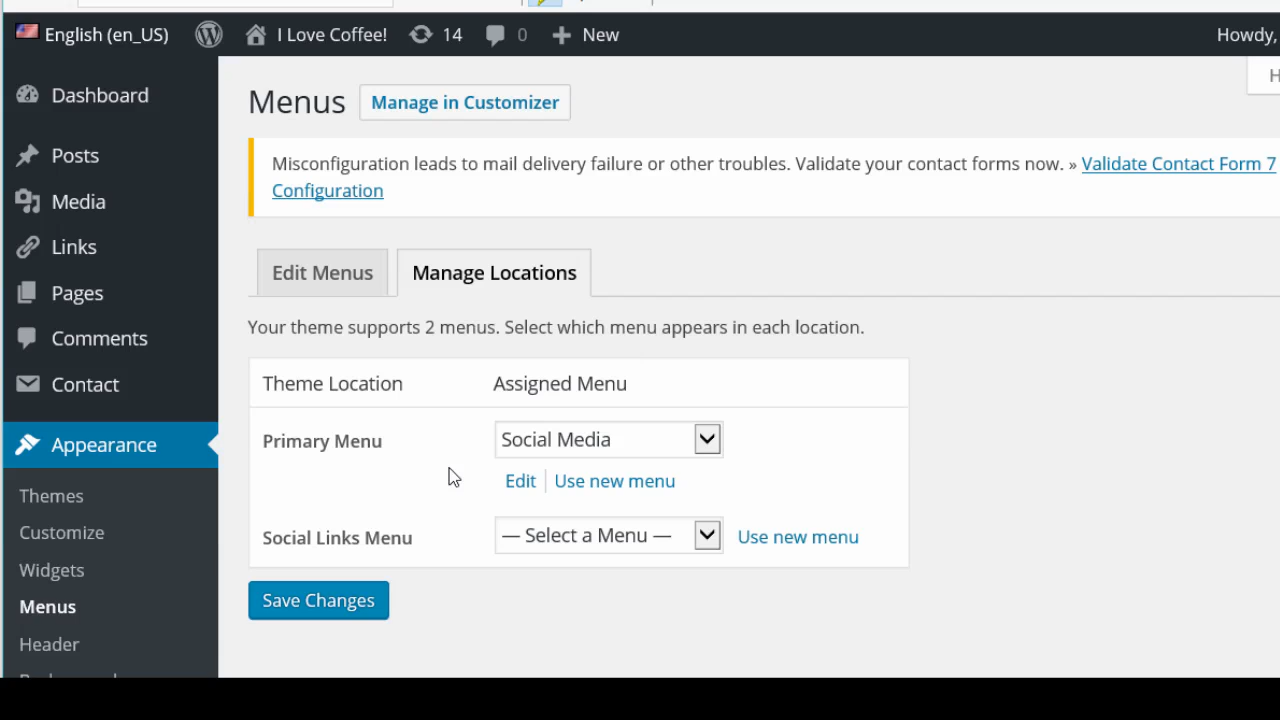 English (en_US) I Love Coffee! 14 0 New Howdy,
H
Dashboard
Posts
Media
Links
Pages
Comments
Contact
Appearance
Themes
Customize
Widgets
Menus
Header
Menus Manage in Customizer
Misconfiguration leads to mail delivery failure or other troubles. Validate your contact forms now. » Validate Contact Form 7
Configuration
Edit Menus Manage Locations
Your theme supports 2 menus. Select which menu appears in each location.
Theme Location Assigned Menu
Primary Menu Social Media
Edit | Use new menu
Social Links Menu — Select a Menu — Use new menu
Save Changes